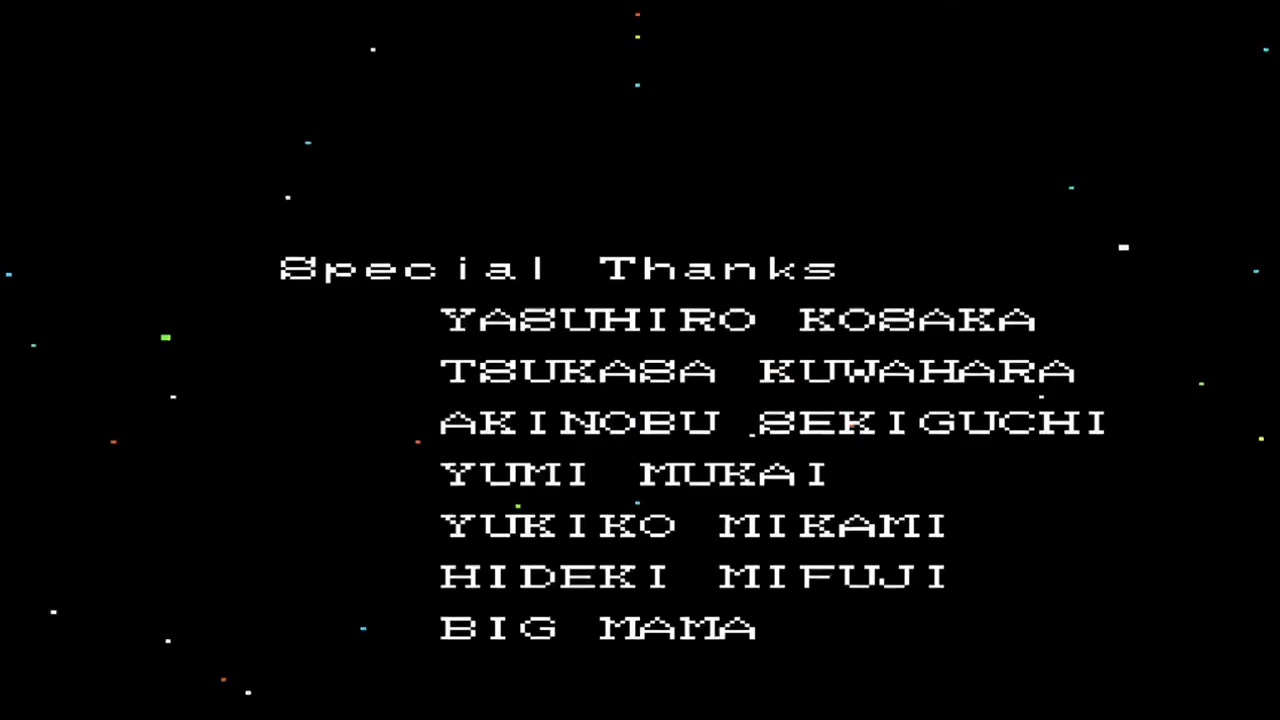 Special Thanks
YASUHIRO KOSAKA
TSUKASA KUWAHARA
AKINOBU SEKIGUCHI
YUMI MUKAI
YUKIKO MIKAMI
HIDEKI MIFUJI
BIG MAMA